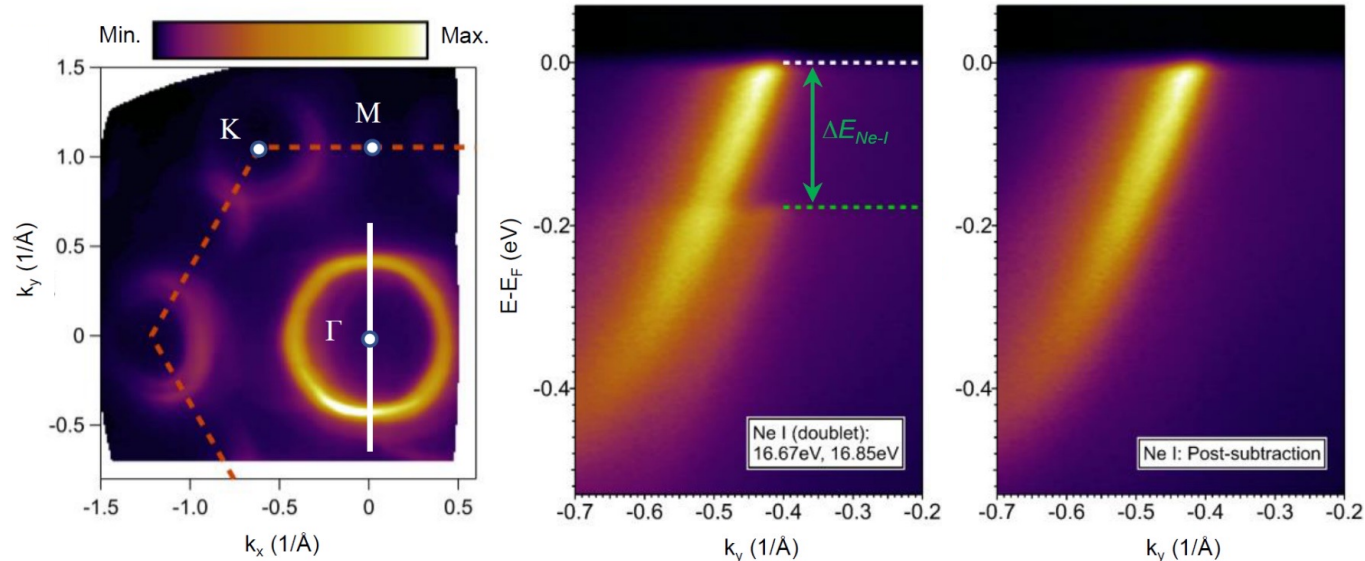 Min.
Max.
1.5
1.0
0.5
0
-0.5
k_y (1/Å)
K
M
Γ
-1.5
-1.0
-0.5
0
0.5
k_x (1/Å)
0.0
-0.2
-0.4
E-E_F (eV)
ΔE_Ne-I
Ne I (doublet):
16.67eV, 16.85eV
-0.7
-0.6
-0.5
-0.4
-0.3
-0.2
k_y (1/Å)
0.0
-0.2
-0.4
Ne I: Post-subtraction
-0.7
-0.6
-0.5
-0.4
-0.3
-0.2
k_y (1/Å)